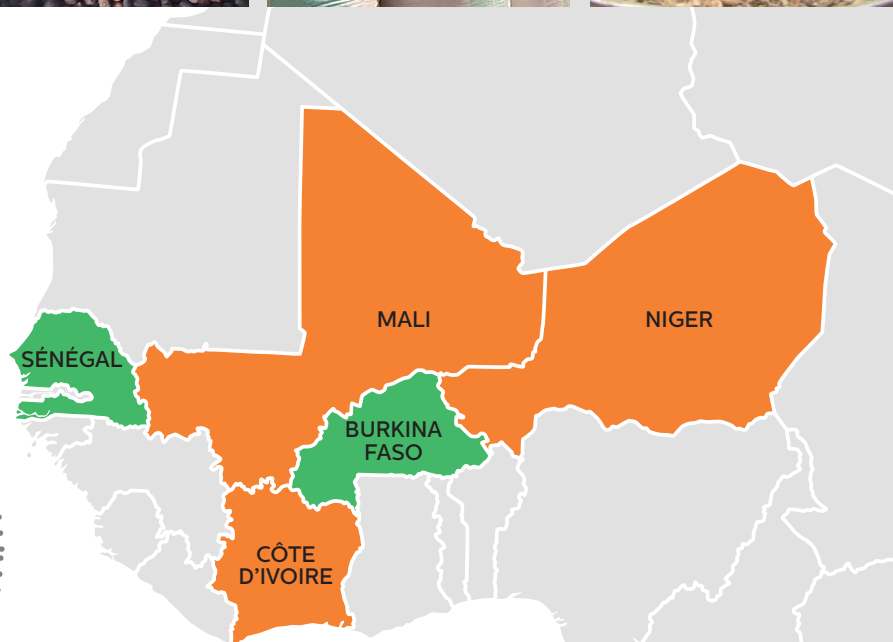 MALI
NIGER
SÉNÉGAL
BURKINA
FASO
CÔTE
D'IVOIRE